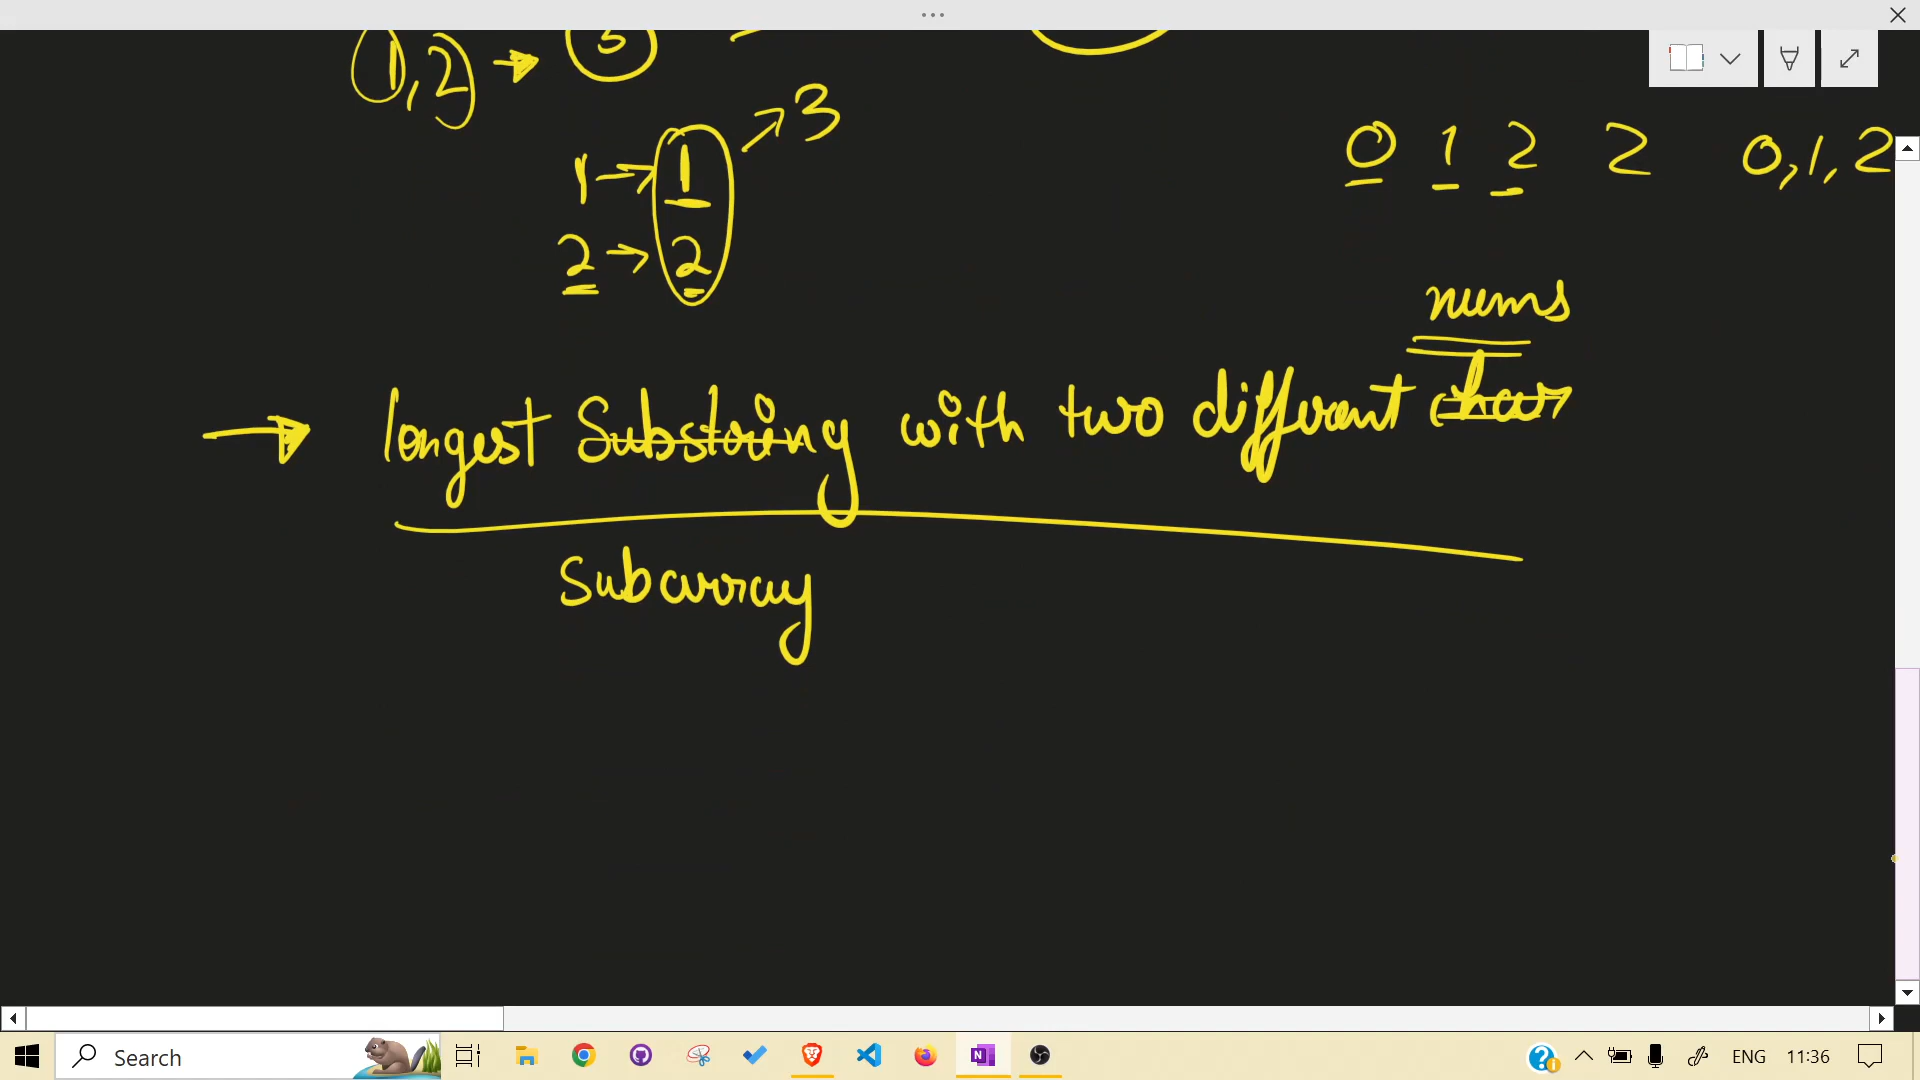 1,2 → 3
1 → 1 → 3
2 → 2
0 1 2 2 0,1,2
nums
→ longest Substring with two different char
Subarray
Search
ENG 11:36